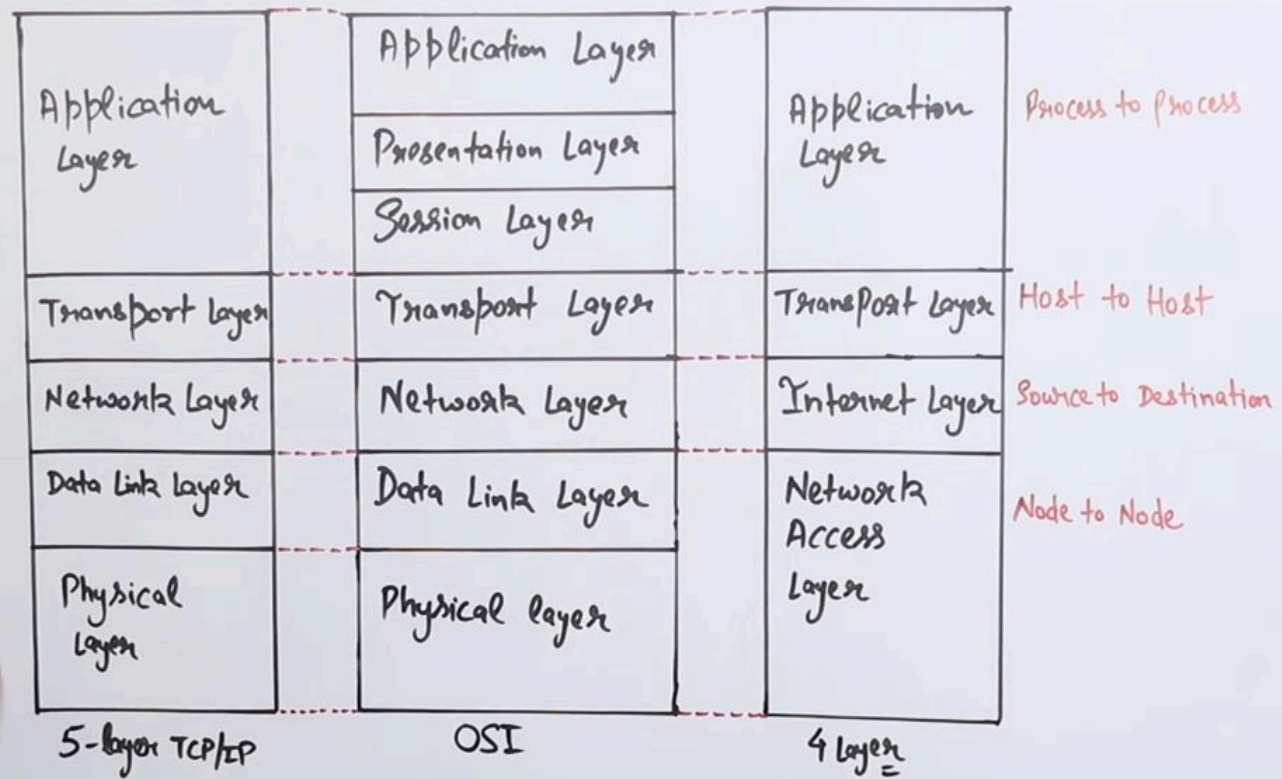 Application
Layer
Transport Layer
Network Layer
Data Link Layer
Physical
Layer
5-layer TCP/IP
Application Layer
Presentation Layer
Session Layer
Transport Layer
Network Layer
Data Link Layer
Physical layer
OSI
Application
Layer
Transport Layer
Internet Layer
Network
Access
Layer
4 Layer
Process to Process
Host to Host
Source to Destination
Node to Node